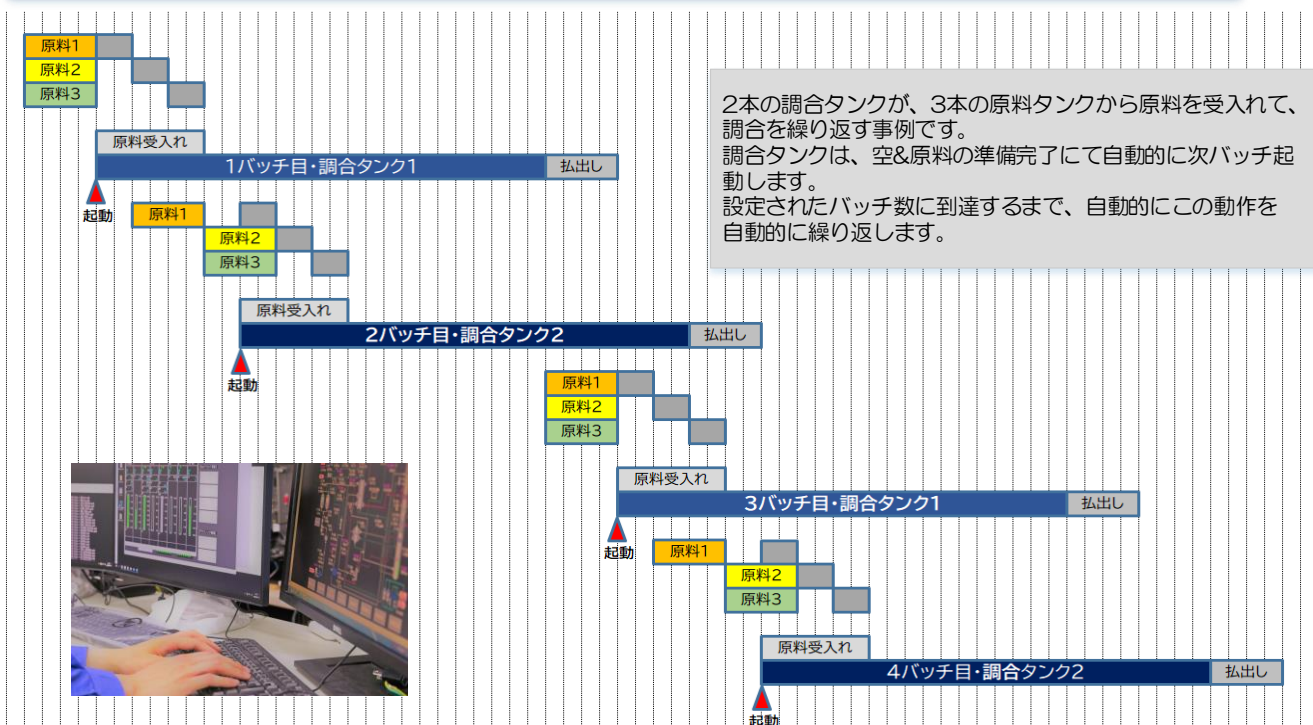 原料1
原料2
原料3
2本の調合タンクが、3本の原料タンクから原料を受入れて、
調合を繰り返す事例です。
調合タンクは、空&原料の準備完了にて自動的に次バッチ起
動します。
設定されたバッチ数に到達するまで、自動的にこの動作を
自動的に繰り返します。
原料受入れ
1バッチ目・調合タンク1
払出し
起動
原料1
原料2
原料3
原料受入れ
2バッチ目・調合タンク2
払出し
起動
原料1
原料2
原料3
原料受入れ
3バッチ目・調合タンク1
払出し
起動
原料1
原料2
原料3
原料受入れ
4バッチ目・調合タンク2
払出し
起動